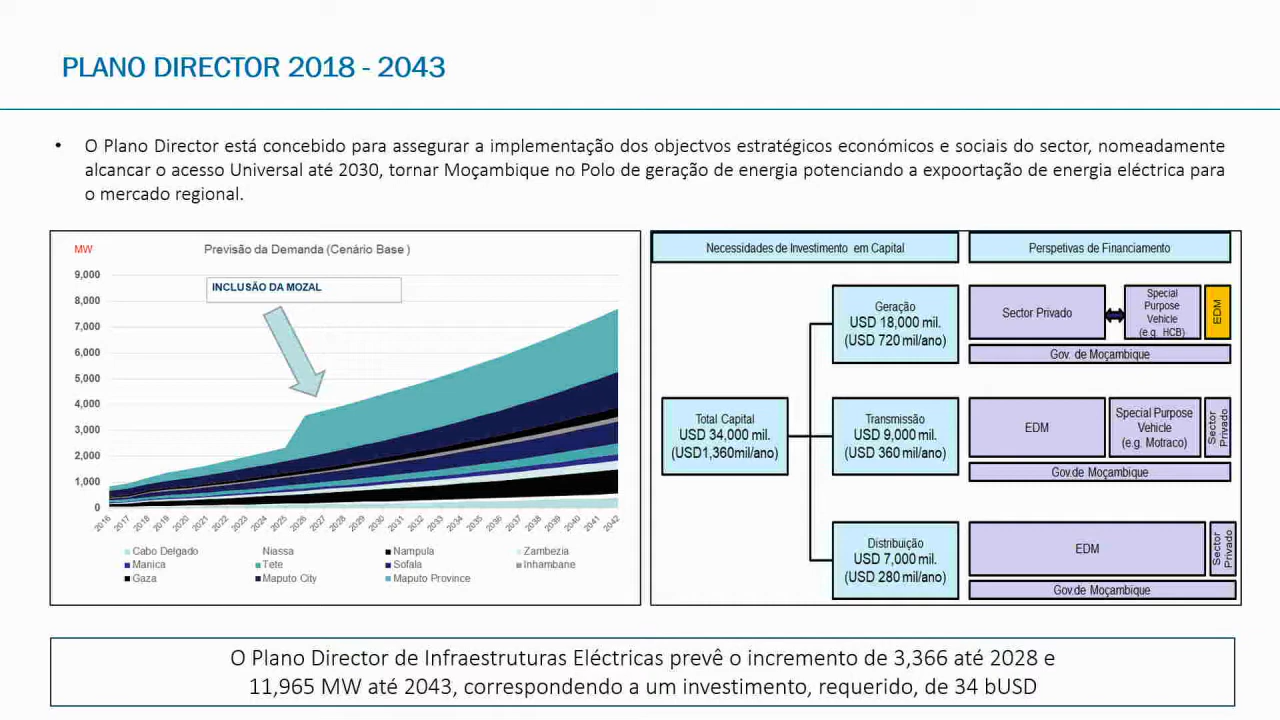 PLANO DIRECTOR 2018 - 2043
• O Plano Director está concebido para assegurar a implementação dos objectvos estratégicos económicos e sociais do sector, nomeadamente
alcancar o acesso Universal até 2030, tornar Moçambique no Polo de geração de energia potenciando a expoortação de energia eléctrica para
o mercado regional.
MW
Previsão da Demanda (Cenário Base )
INCLUSÃO DA MOZAL
9,000
8,000
7,000
6,000
5,000
4,000
3,000
2,000
1,000
0
2016 2017 2018 2019 2020 2021 2022 2023 2024 2025 2026 2027 2028 2029 2030 2031 2032 2033 2034 2035 2036 2037 2038 2039 2040 2041 2042
Cabo Delgado Niassa Nampula Zambezia
Manica Tete Sofala Inhambane
Gaza Maputo City Maputo Province
Necessidades de Investimento em Capital
Perspetivas de Financiamento
Total Capital
USD 34,000 mil.
(USD1,360mil/ano)
Geração
USD 18,000 mil.
(USD 720mil/ano)
Sector Privado
Special
Purpose
Vehicle
(e.g. HCB)
EDM
Gov. de Moçambique
Transmissão
USD 9,000 mil.
(USD 360 mil/ano)
EDM
Special Purpose
Vehicle
(e.g. Motraco)
Sector
Privado
Gov.de Moçambique
Distribuição
USD 7,000 mil.
(USD 280 mil/ano)
EDM
Sector
Privado
Gov.de Moçambique
O Plano Director de Infraestruturas Eléctricas prevê o incremento de 3,366 até 2028 e
11,965 MW até 2043, correspondendo a um investimento, requerido, de 34 bUSD